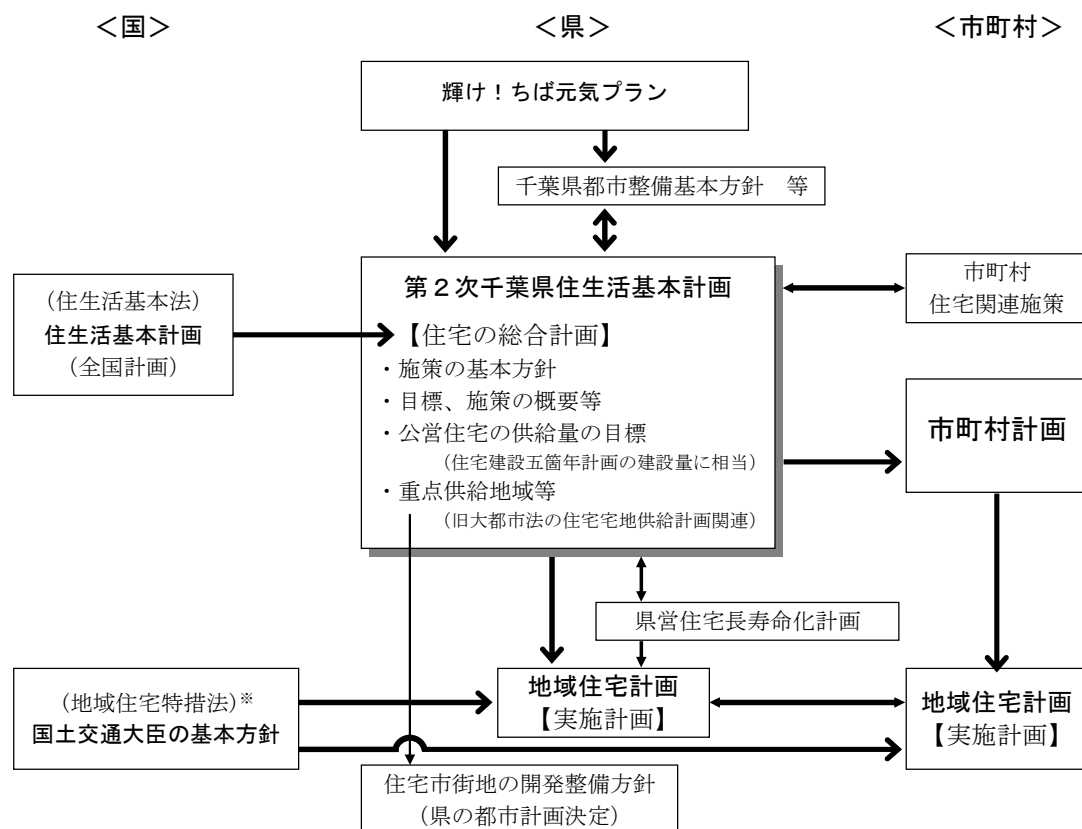 ＜国＞
＜県＞
＜市町村＞
輝け！ちば元気プラン
千葉県都市整備基本方針　等
第２次千葉県住生活基本計画
【住宅の総合計画】
・施策の基本方針
・目標、施策の概要等
・公営住宅の供給量の目標
（住宅建設五箇年計画の建設量に相当）
・重点供給地域等
（旧大都市法の住宅宅地供給計画関連）
（住生活基本法）
住生活基本計画
（全国計画）
市町村
住宅関連施策
市町村計画
県営住宅長寿命化計画
（地域住宅特措法）※
国土交通大臣の基本方針
地域住宅計画
【実施計画】
地域住宅計画
【実施計画】
住宅市街地の開発整備方針
（県の都市計画決定）